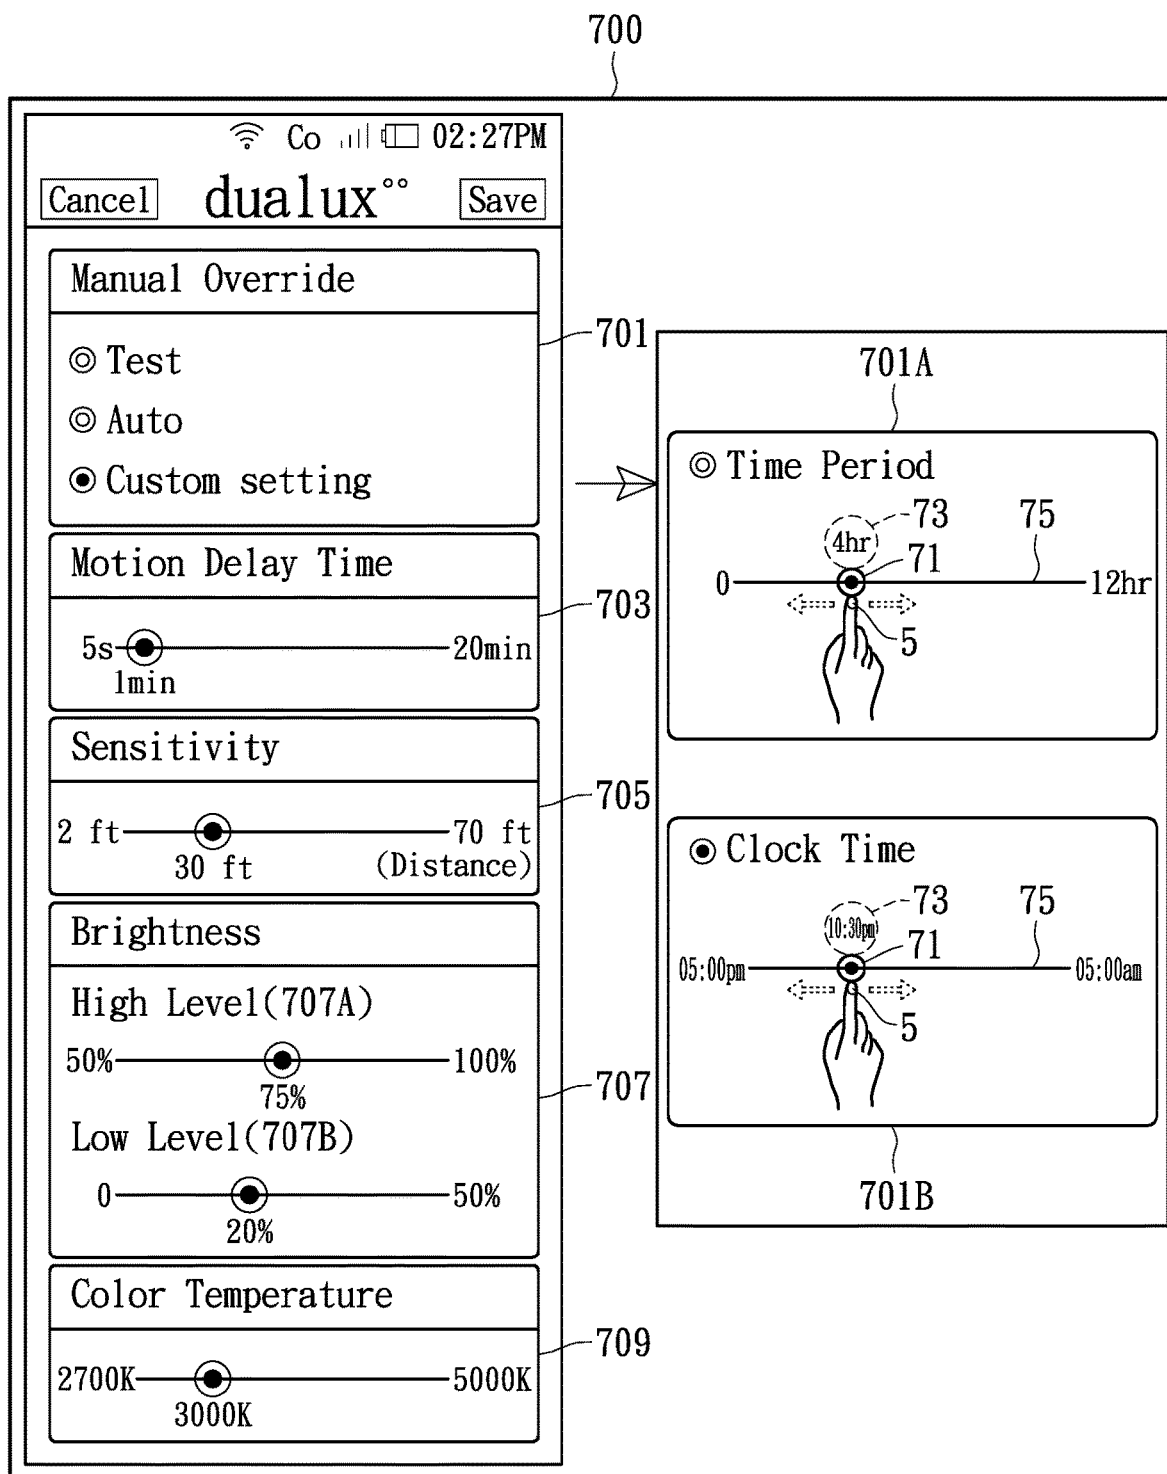 700
Co 02:27PM
Cancel dualux°° Save
Manual Override
Test
Auto
Custom setting
701
Motion Delay Time
5s 20min
1min
703
Sensitivity
2 ft 70 ft
30 ft (Distance)
705
Brightness
High Level(707A)
50% 100%
75%
707
Low Level(707B)
0 50%
20%
Color Temperature
2700K 5000K
3000K
709
701A
Time Period
4hr 73 75
71
0 12hr
5
Clock Time
10:30pm 73 75
71
05:00pm 05:00am
5
701B